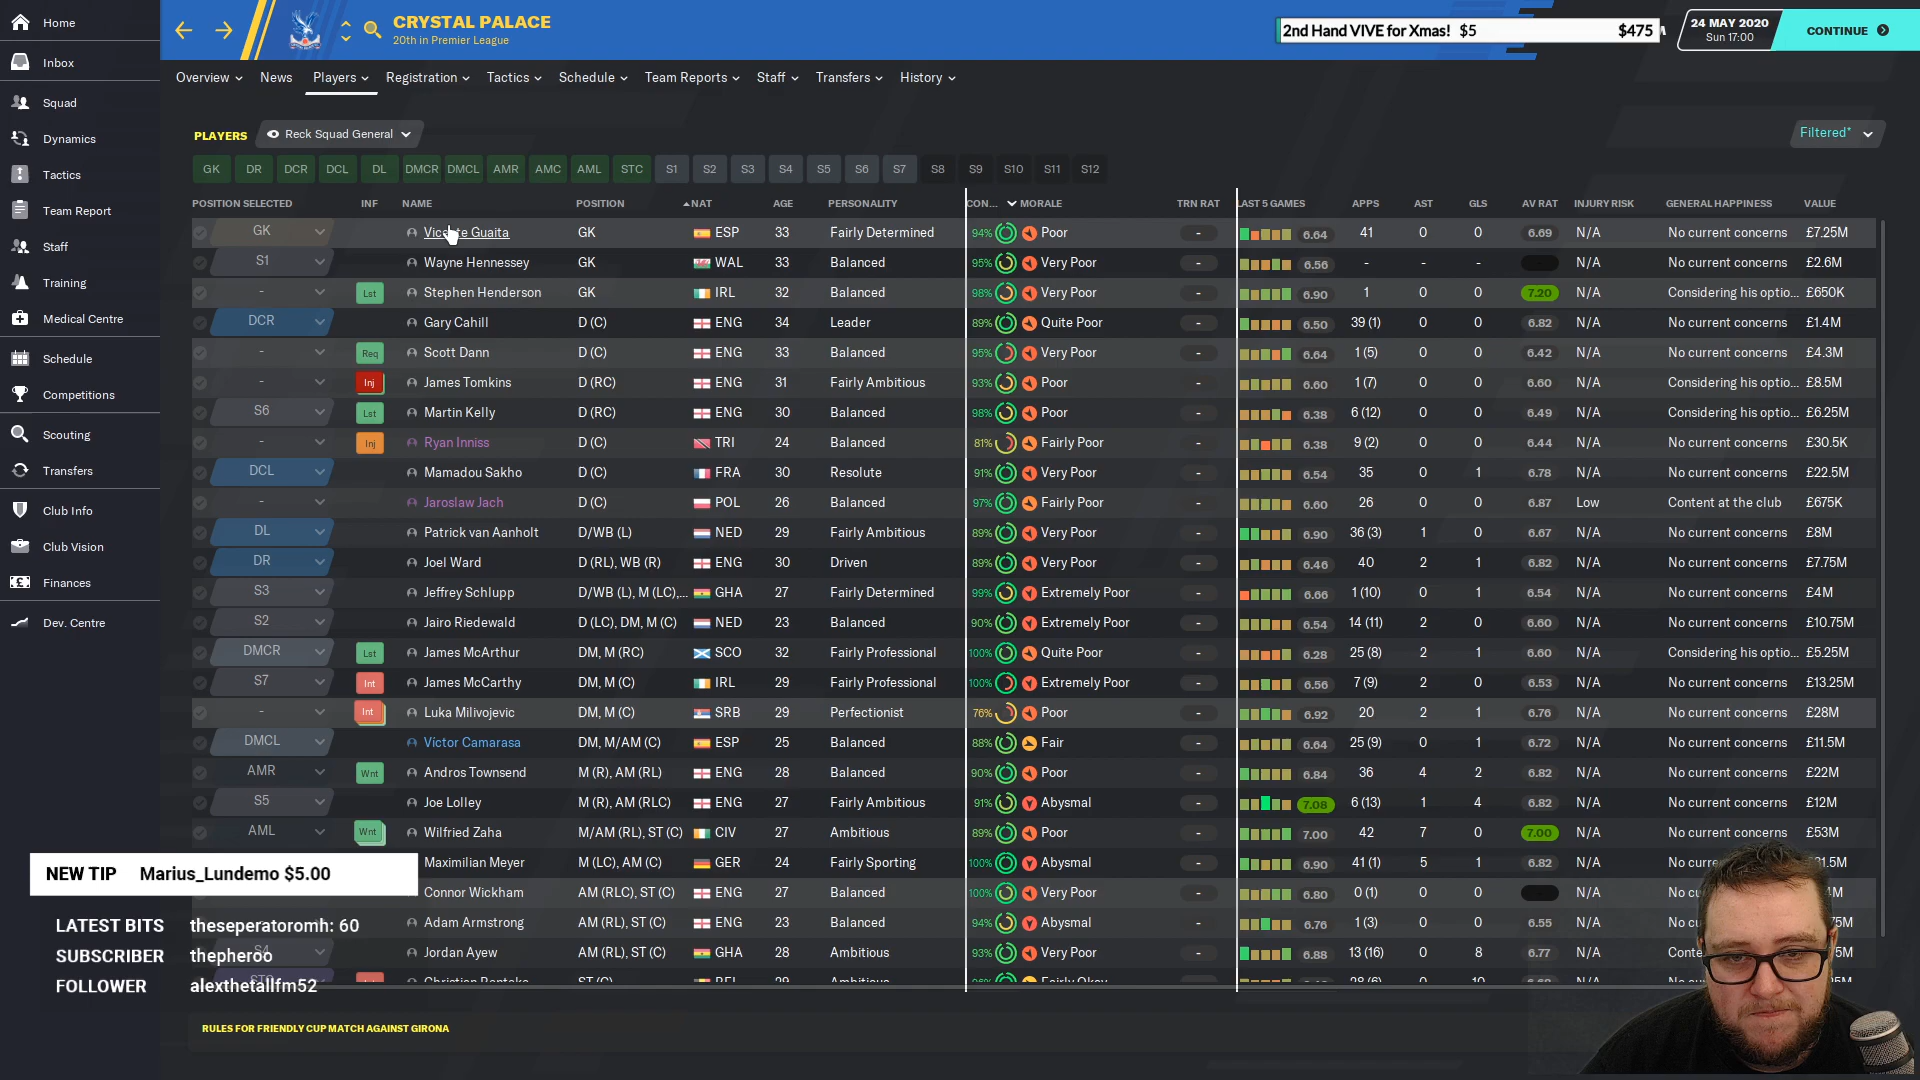 Home
Inbox
Squad
Dynamics
Tactics
Team Report
Staff
Training
Medical Centre
Schedule
Competitions
Scouting
Transfers
Club Info
Club Vision
Finances
Dev. Centre
CRYSTAL PALACE
20th in Premier League
2nd Hand VIVE for Xmas! $5 $475
24 MAY 2020
Sun 17:00
CONTINUE
Overview News Players Registration Tactics Schedule Team Reports Staff Transfers History
PLAYERS Reck Squad General Filtered*
GK DR DCR DCL DL DMCR DMCL AMR AMC AML STC S1 S2 S3 S4 S5 S6 S7 S8 S9 S10 S11 S12
POSITION SELECTED INF NAME POSITION NAT AGE PERSONALITY CON... MORALE TRN RAT LAST 5 GAMES APPS AST GLS AV RAT INJURY RISK GENERAL HAPPINESS VALUE
GK Vicente Guaita GK ESP 33 Fairly Determined 94% Poor - 6.64 41 0 0 6.69 N/A No current concerns £7.25M
S1 Wayne Hennessey GK WAL 33 Balanced 95% Very Poor - 6.56 - - - - N/A No current concerns £2.6M
- Lst Stephen Henderson GK IRL 32 Balanced 98% Very Poor - 6.90 1 0 0 7.20 N/A Considering his optio... £650K
DCR Gary Cahill D (C) ENG 34 Leader 89% Quite Poor - 6.50 39 (1) 0 0 6.82 N/A No current concerns £1.4M
- Req Scott Dann D (C) ENG 33 Balanced 95% Very Poor - 6.64 1 (5) 0 0 6.42 N/A No current concerns £4.3M
- Inj James Tomkins D (RC) ENG 31 Fairly Ambitious 93% Poor - 6.60 1 (7) 0 0 6.60 N/A Considering his optio... £8.5M
S6 Lst Martin Kelly D (RC) ENG 30 Balanced 98% Poor - 6.38 6 (12) 0 0 6.49 N/A Considering his optio... £6.25M
- Inj Ryan Inniss D (C) TRI 24 Balanced 81% Fairly Poor - 6.38 9 (2) 0 0 6.44 N/A No current concerns £30.5K
DCL Mamadou Sakho D (C) FRA 30 Resolute 91% Very Poor - 6.54 35 0 1 6.78 N/A No current concerns £22.5M
- Jaroslaw Jach D (C) POL 26 Balanced 97% Fairly Poor - 6.60 26 0 0 6.87 Low Content at the club £675K
DL Patrick van Aanholt D/WB (L) NED 29 Fairly Ambitious 89% Very Poor - 6.90 36 (3) 1 0 6.67 N/A No current concerns £8M
DR Joel Ward D (RL), WB (R) ENG 30 Driven 89% Very Poor - 6.46 40 2 1 6.82 N/A No current concerns £7.75M
S3 Jeffrey Schlupp D/WB (L), M (LC),... GHA 27 Fairly Determined 99% Extremely Poor - 6.66 1 (10) 0 1 6.54 N/A No current concerns £4M
S2 Jairo Riedewald D (LC), DM, M (C) NED 23 Balanced 90% Extremely Poor - 6.54 14 (11) 2 0 6.60 N/A No current concerns £10.75M
DMCR Lst James McArthur DM, M (RC) SCO 32 Fairly Professional 100% Quite Poor - 6.28 25 (8) 2 1 6.60 N/A Considering his optio... £5.25M
S7 Int James McCarthy DM, M (C) IRL 29 Fairly Professional 100% Extremely Poor - 6.56 7 (9) 2 0 6.53 N/A No current concerns £13.25M
- Int Luka Milivojevic DM, M (C) SRB 29 Perfectionist 76% Poor - 6.92 20 2 1 6.76 N/A No current concerns £28M
DMCL Víctor Camarasa DM, M/AM (C) ESP 25 Balanced 88% Fair - 6.64 25 (9) 0 1 6.72 N/A No current concerns £11.5M
AMR Wnt Andros Townsend M (R), AM (RL) ENG 28 Balanced 90% Poor - 6.84 36 4 2 6.82 N/A No current concerns £22M
S5 Joe Lolley M (R), AM (RLC) ENG 27 Fairly Ambitious 91% Abysmal - 7.08 6 (13) 1 4 6.82 N/A No current concerns £12M
AML Wnt Wilfried Zaha M/AM (RL), ST (C) CIV 27 Ambitious 89% Poor - 7.00 42 7 0 7.00 N/A No current concerns £53M
Maximilian Meyer M (LC), AM (C) GER 24 Fairly Sporting 100% Abysmal - 6.90 41 (1) 5 1 6.82 N/A No curre
Connor Wickham AM (RLC), ST (C) ENG 27 Balanced 100% Very Poor - 6.80 0 (1) 0 0 N/A No cu
Adam Armstrong AM (RL), ST (C) ENG 23 Balanced 94% Abysmal - 6.76 1 (3) 0 0 6.55 N/A No c
S4 Jordan Ayew AM (RL), ST (C) GHA 28 Ambitious 93% Very Poor - 6.88 13 (16) 0 8 6.77 N/A Conte
NEW TIP Marius_Lundemo $5.00
LATEST BITS theseperatoromh: 60
SUBSCRIBER thepheroo
FOLLOWER alexthetallfm52
RULES FOR FRIENDLY CUP MATCH AGAINST GIRONA